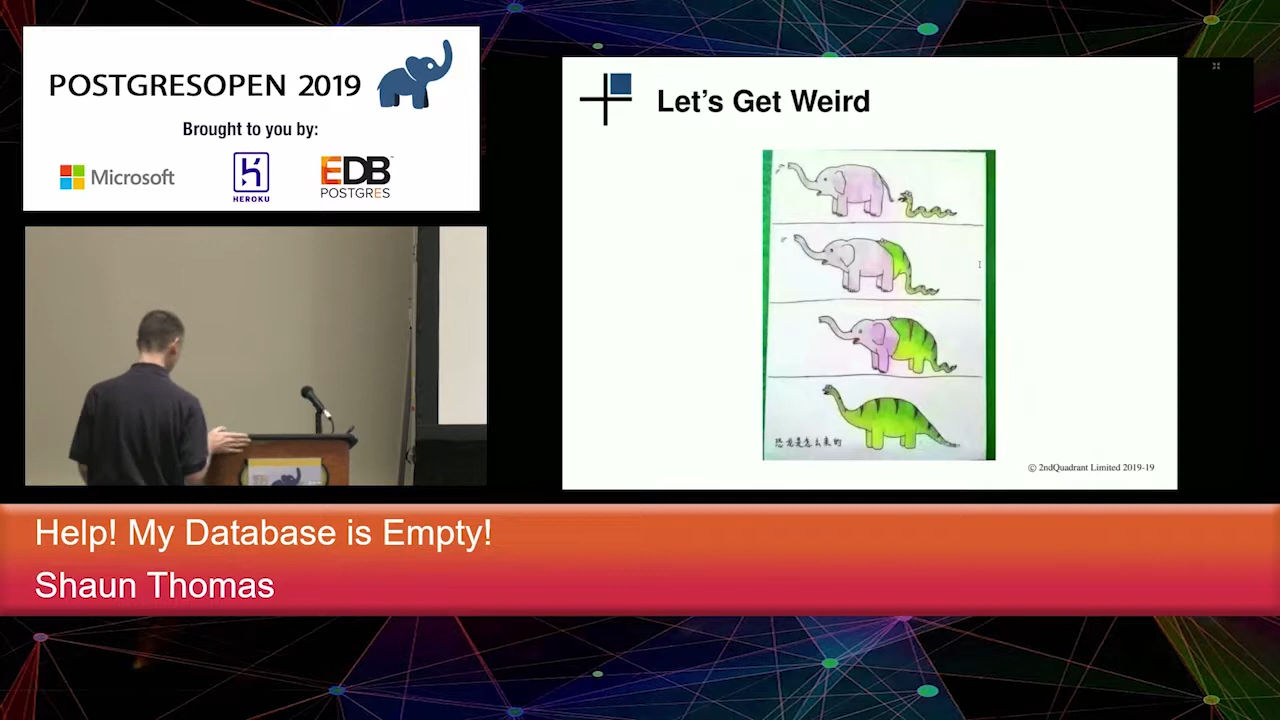 POSTGRESOPEN 2019
Brought to you by:
Microsoft
HEROKU
EDB
POSTGRES
Let's Get Weird
恐龙是怎么来的
© 2ndQuadrant Limited 2019-19
Help! My Database is Empty!
Shaun Thomas